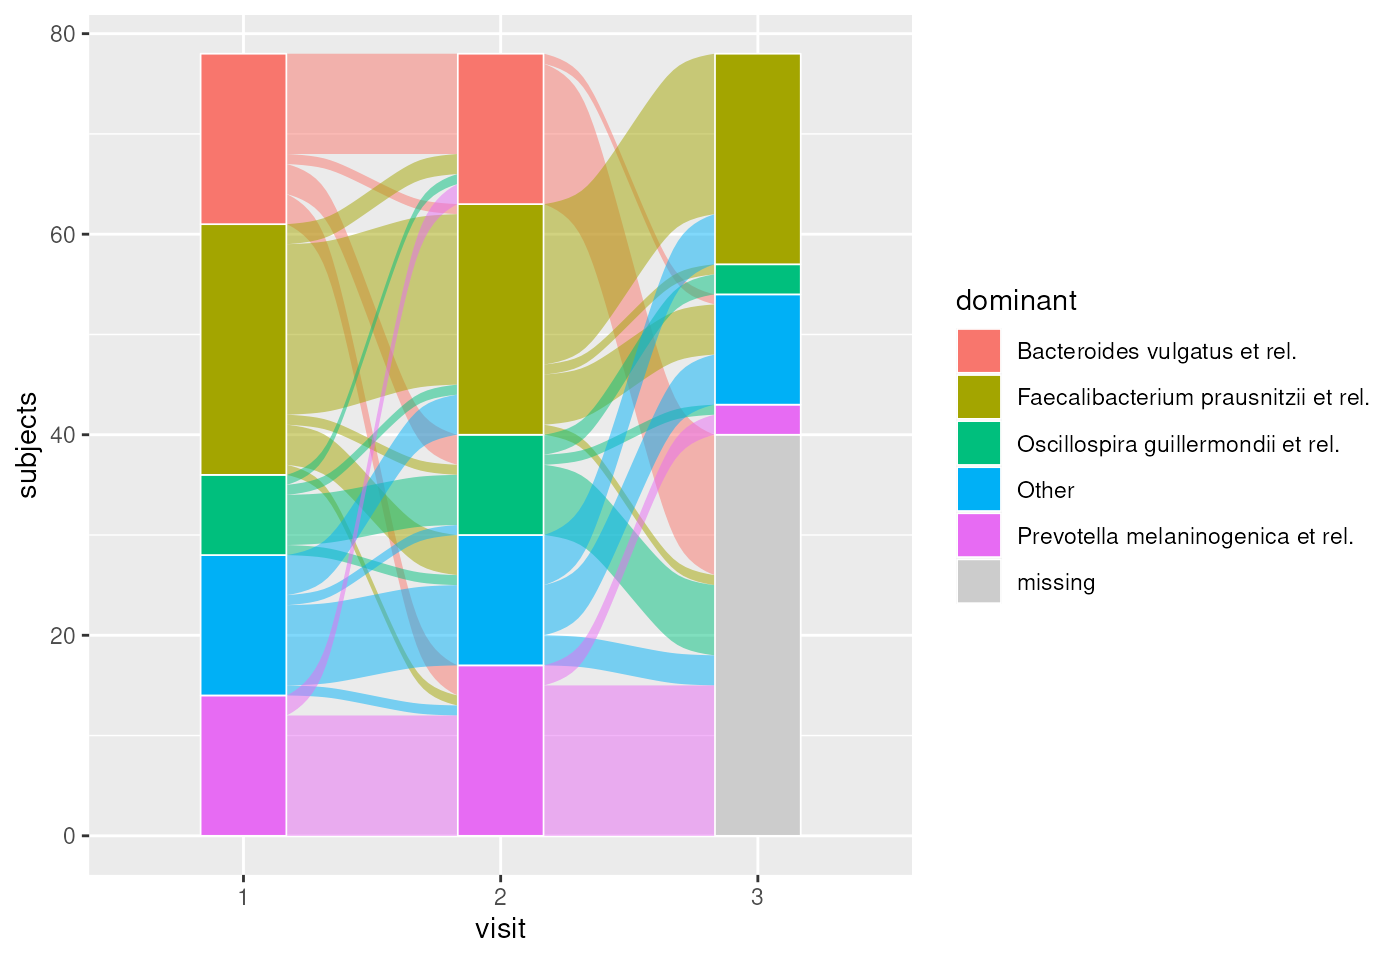 80
60
40
20
0
subjects
1
2
3
visit
dominant
Bacteroides vulgatus et rel.
Faecalibacterium prausnitzii et rel.
Oscillospira guillermondii et rel.
Other
Prevotella melaninogenica et rel.
missing